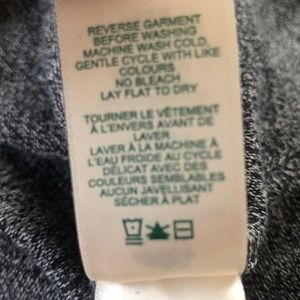 REVERSE GARMENT
BEFORE WASHING
MACHINE WASH COLD,
GENTLE CYCLE WITH LIKE
COLOURS
NO BLEACH
LAY FLAT TO DRY
TOURNER LE VÊTEMENT
À L'ENVERS AVANT DE
LAVER
LAVER À LA MACHINE À
L'EAU FROIDE AU CYCLE
DÉLICAT AVEC DES
COULEURS SEMBLABLES
AUCUN JAVELLISANT
SÉCHER À PLAT